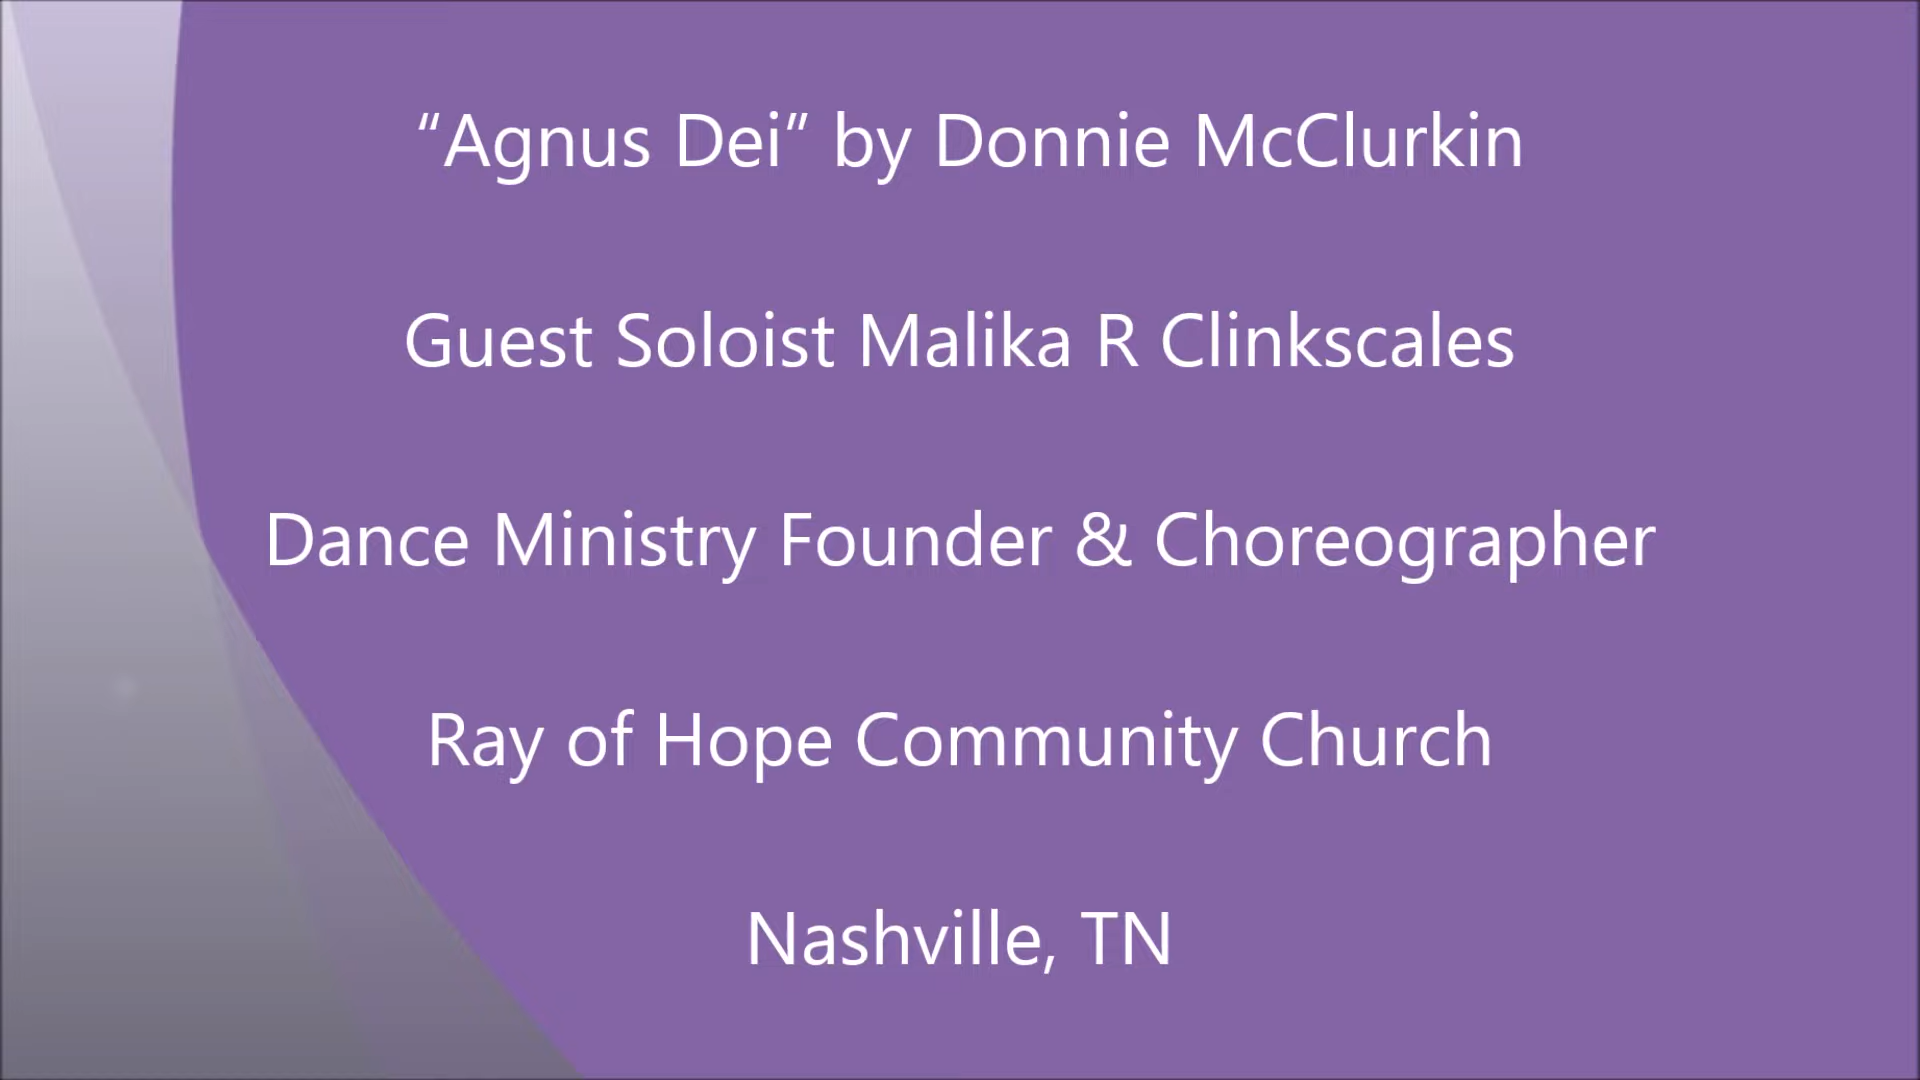 “Agnus Dei” by Donnie McClurkin
Guest Soloist Malika R Clinkscales
Dance Ministry Founder & Choreographer
Ray of Hope Community Church
Nashville, TN